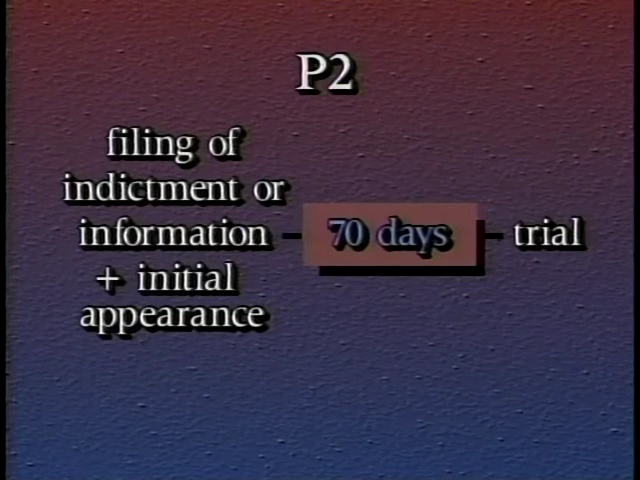 P2
filing of
indictment or
information – 70 days – trial
+ initial
appearance